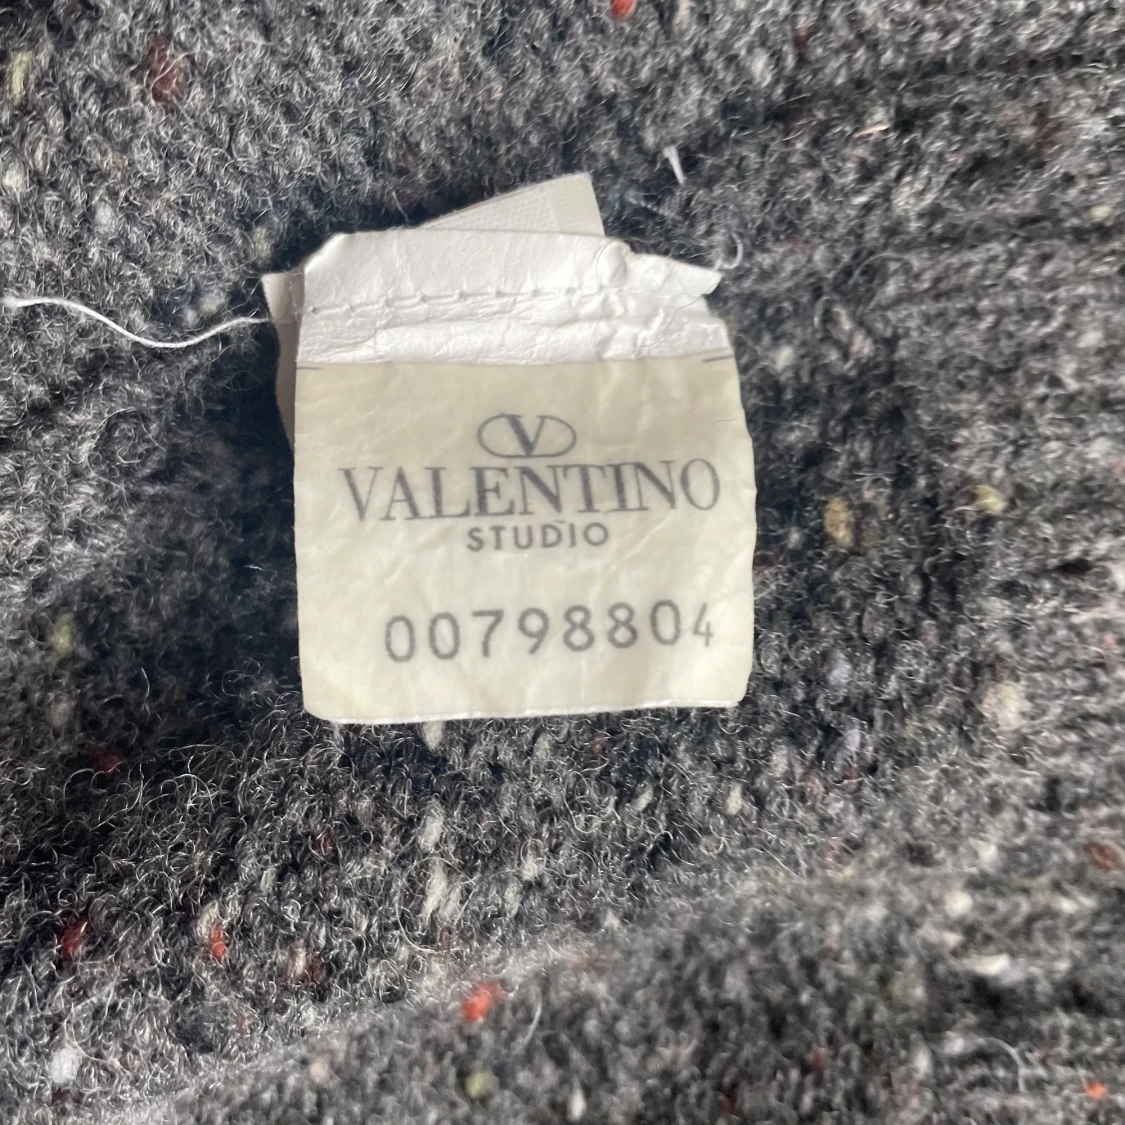 V
VALENTINO
STUDIO
00798804